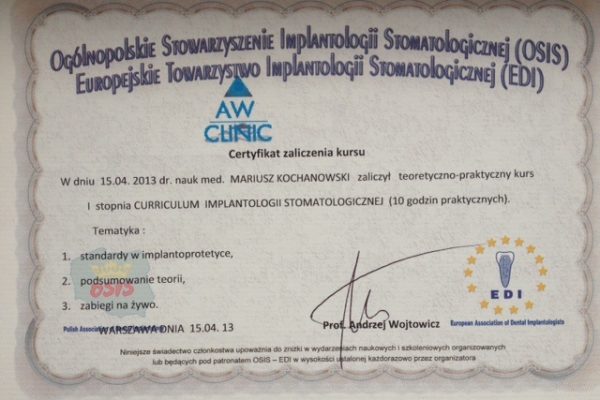 Ogólnopolskie Stowarzyszenie Implantologii Stomatologicznej (OSIS)
Europejskie Towarzystwo Implantologii Stomatologicznej (EDI)
AW
CLINIC
Certyfikat zaliczenia kursu
W dniu 15.04. 2013 dr. nauk med. MARIUSZ KOCHANOWSKI zaliczył teoretyczno-praktyczny kurs
I stopnia CURRICULUM IMPLANTOLOGII STOMATOLOGICZNEJ (10 godzin praktycznych).
Tematyka :
1. standardy w implantoprotetyce,
2. podsumowanie teorii,
3. zabiegi na żywo.
OSIS
EDI
Polish Association
WARSZAWA DNIA 15.04. 13
Prof. Andrzej Wojtowicz
European Association of Dental Implantologists
Niniejsze świadectwo członkostwa upoważnia do zniżki w wydarzeniach naukowych i szkoleniowych organizowanych
lub będących pod patronatem OSIS – EDI w wysokości ustalonej każdorazowo przez organizatora